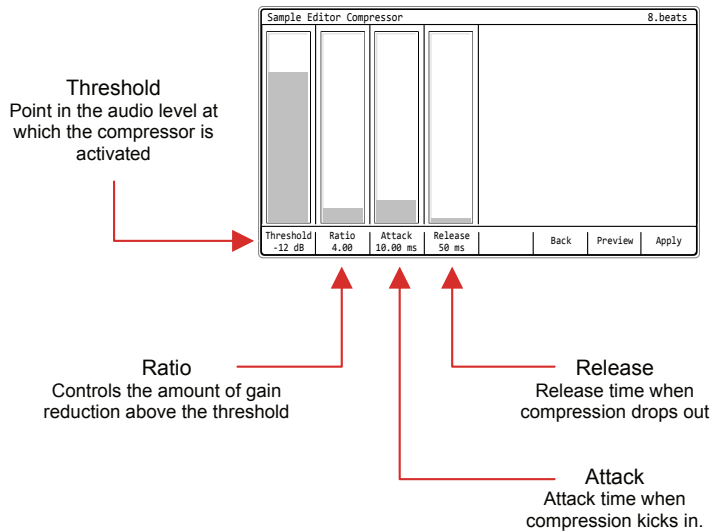 Sample Editor Compressor 8.beats
Threshold
Point in the audio level at
which the compressor is
activated
Threshold Ratio Attack Release Back Preview Apply
-12 dB 4.00 10.00 ms 50 ms
Ratio
Controls the amount of gain
reduction above the threshold
Release
Release time when
compression drops out
Attack
Attack time when
compression kicks in.